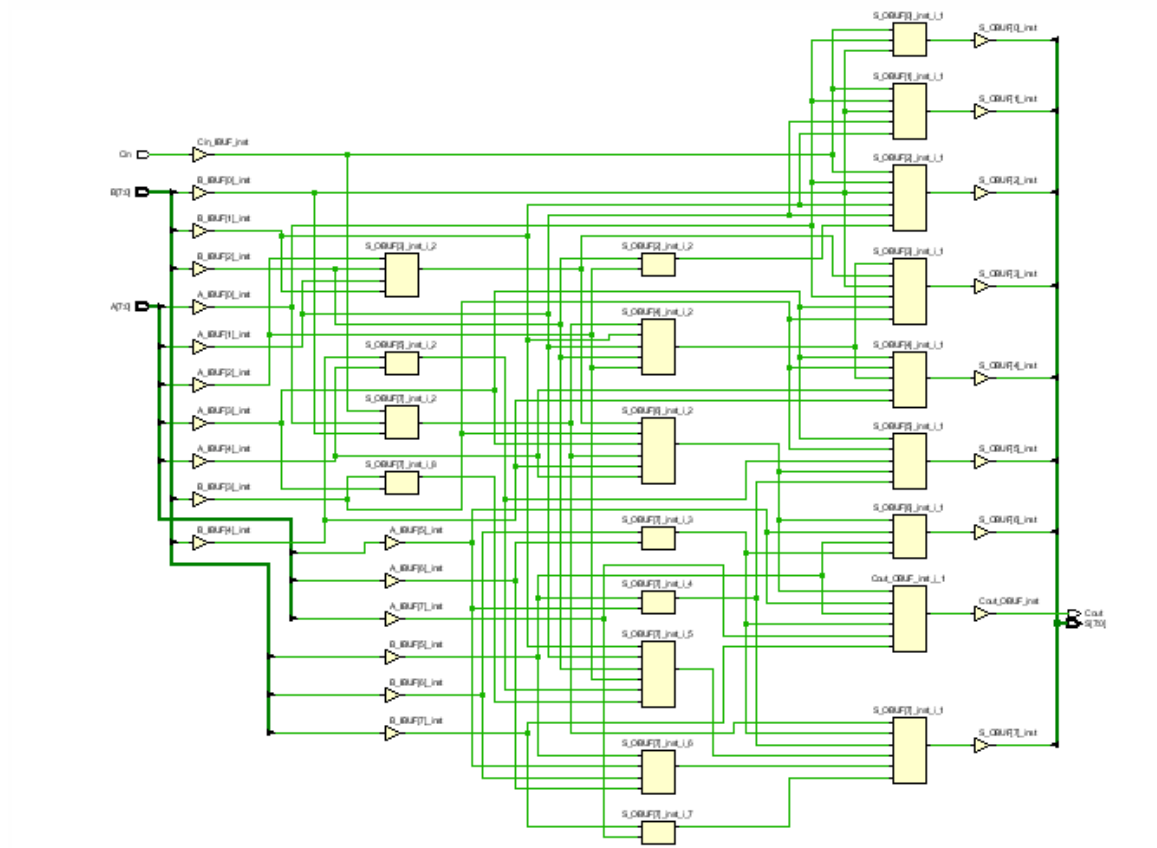 S_OBUF[0]_inst_i_1
S_OBUF[0]_inst
S_OBUF[1]_inst_i_1
S_OBUF[1]_inst
Cin
Cin_IBUF_inst
S_OBUF[2]_inst_i_1
S_OBUF[2]_inst
B[7:0]
B_IBUF[0]_inst
B_IBUF[1]_inst
S_OBUF[3]_inst_i_2
S_OBUF[2]_inst_i_2
S_OBUF[3]_inst_i_1
S_OBUF[3]_inst
B_IBUF[2]_inst
A[7:0]
A_IBUF[0]_inst
S_OBUF[4]_inst_i_2
A_IBUF[1]_inst
S_OBUF[5]_inst_i_2
S_OBUF[4]_inst_i_1
S_OBUF[4]_inst
A_IBUF[2]_inst
S_OBUF[7]_inst_i_2
A_IBUF[3]_inst
S_OBUF[6]_inst_i_2
S_OBUF[5]_inst_i_1
S_OBUF[5]_inst
A_IBUF[4]_inst
S_OBUF[7]_inst_i_8
B_IBUF[3]_inst
S_OBUF[7]_inst_i_3
S_OBUF[6]_inst_i_1
S_OBUF[6]_inst
B_IBUF[4]_inst
A_IBUF[5]_inst
A_IBUF[6]_inst
S_OBUF[7]_inst_i_4
Cout_OBUF_inst_i_1
Cout_OBUF_inst
Cout
S[7:0]
A_IBUF[7]_inst
S_OBUF[7]_inst_i_5
B_IBUF[5]_inst
B_IBUF[6]_inst
B_IBUF[7]_inst
S_OBUF[7]_inst_i_1
S_OBUF[7]_inst
S_OBUF[7]_inst_i_6
S_OBUF[7]_inst_i_7